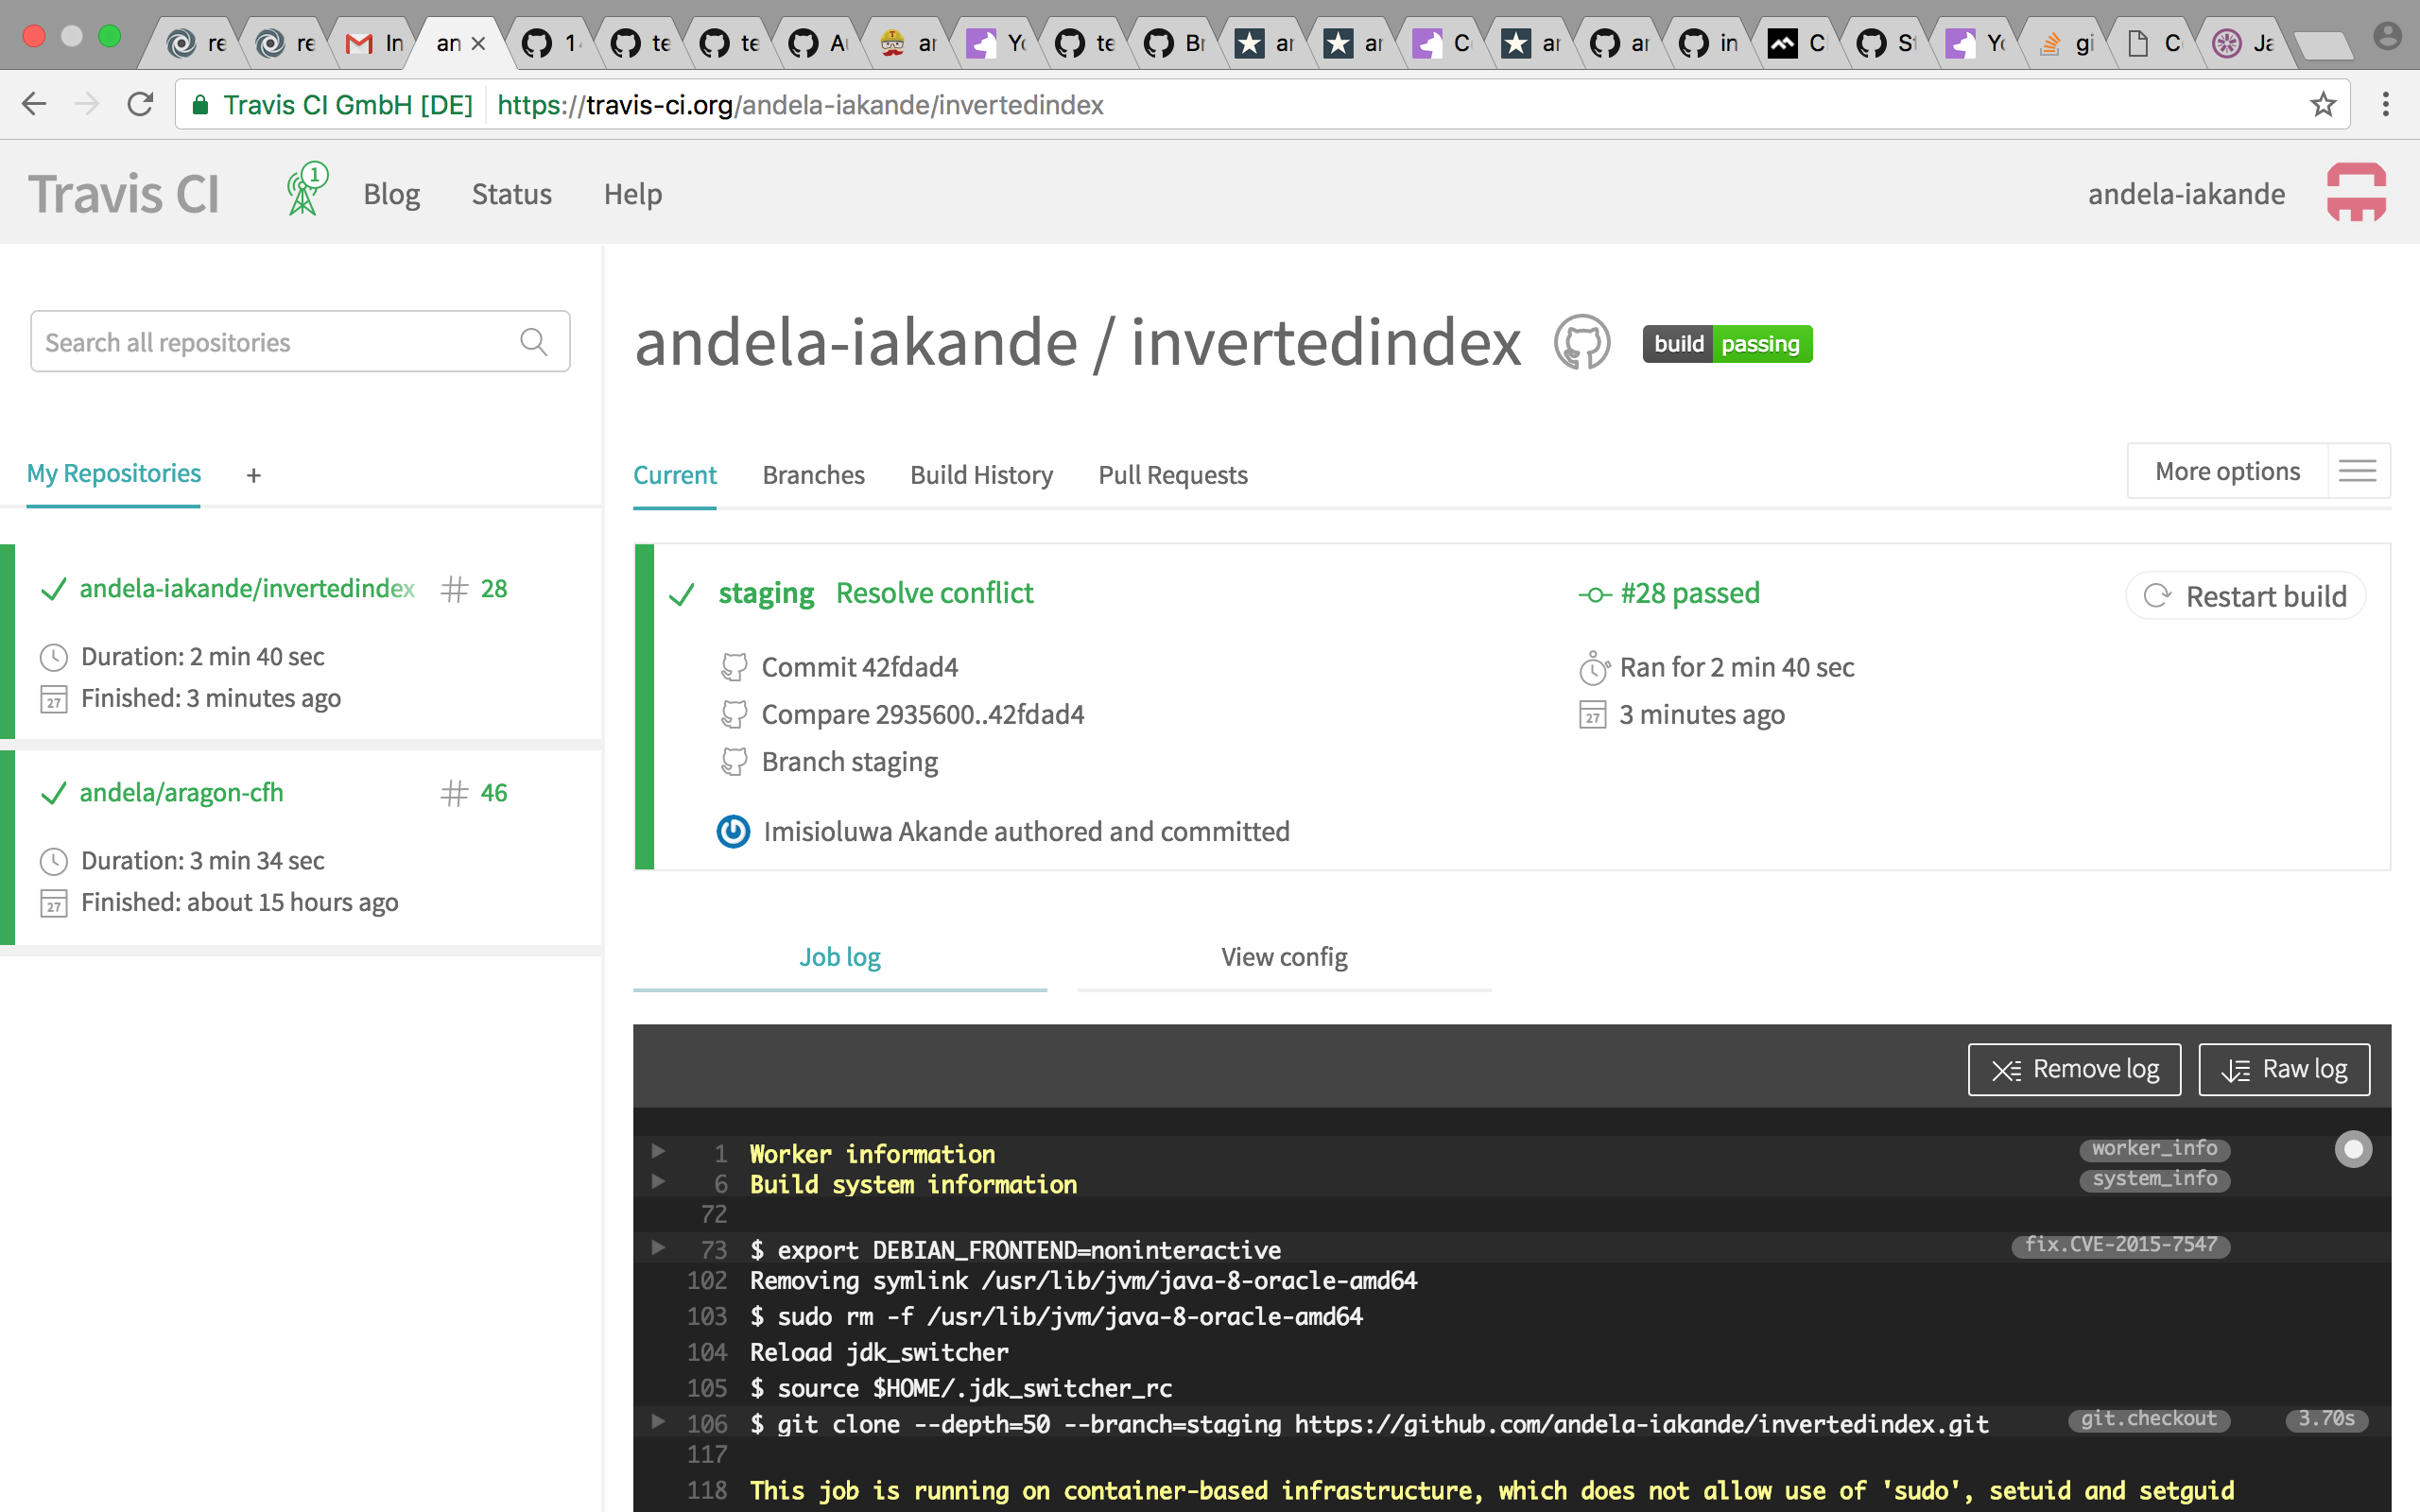 re re In an 1 te te A ar Yo te Br ar ar C ar ar in C S Yo gi C Ja
Travis CI GmbH [DE] https://travis-ci.org/andela-iakande/invertedindex
Travis CI 1 Blog Status Help andela-iakande
Search all repositories
andela-iakande / invertedindex build passing
My Repositories +
Current Branches Build History Pull Requests More options
andela-iakande/invertedindex # 28
Duration: 2 min 40 sec
27 Finished: 3 minutes ago
andela/aragon-cfh # 46
Duration: 3 min 34 sec
27 Finished: about 15 hours ago
staging Resolve conflict #28 passed Restart build
Commit 42fdad4 Ran for 2 min 40 sec
Compare 2935600..42fdad4 27 3 minutes ago
Branch staging
Imisioluwa Akande authored and committed
Job log View config
Remove log Raw log
1 Worker information worker_info
6 Build system information system_info
72
73 $ export DEBIAN_FRONTEND=noninteractive fix.CVE-2015-7547
102 Removing symlink /usr/lib/jvm/java-8-oracle-amd64
103 $ sudo rm -f /usr/lib/jvm/java-8-oracle-amd64
104 Reload jdk_switcher
105 $ source $HOME/.jdk_switcher_rc
106 $ git clone --depth=50 --branch=staging https://github.com/andela-iakande/invertedindex.git git.checkout 3.70s
117
118 This job is running on container-based infrastructure, which does not allow use of 'sudo', setuid and setguid